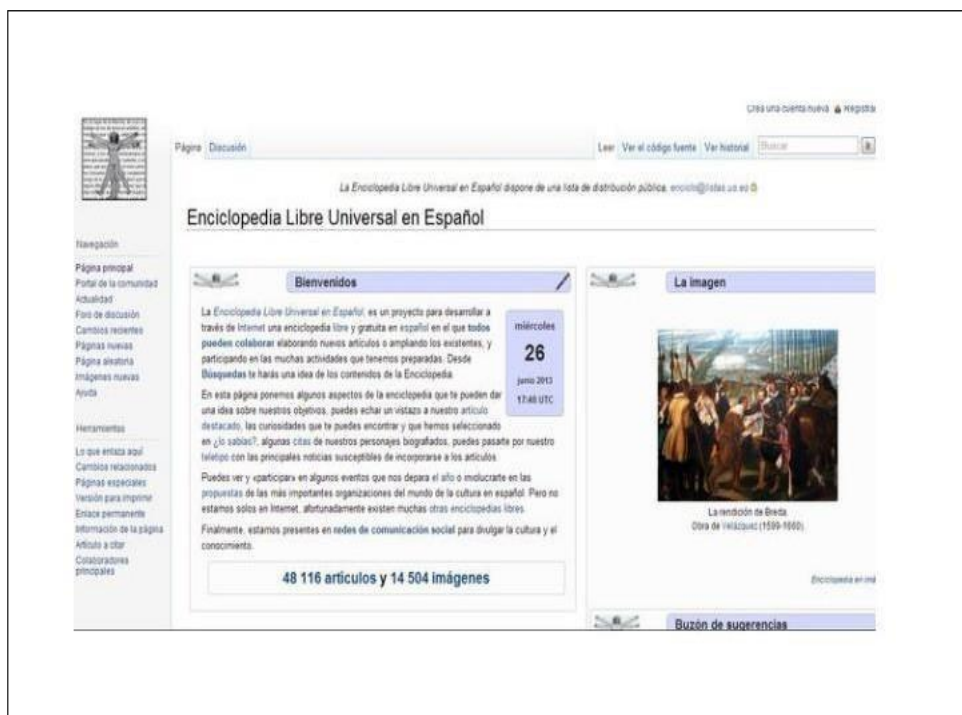 Crea una cuenta nueva Registrar
Página Discusión Leer Ver el código fuente Ver historial Buscar
La Enciclopedia Libre Universal en Español dispone de una lista de distribución pública, enciclo@listas.us.es
Enciclopedia Libre Universal en Español
Navegación
Página principal
Portal de la comunidad
Actualidad
Foro de discusión
Cambios recientes
Páginas nuevas
Página aleatoria
Imágenes nuevas
Ayuda
Herramientas
Lo que enlaza aquí
Cambios relacionados
Páginas especiales
Versión para imprimir
Enlace permanente
Información de la página
Artículo a citar
Colaboradores
principales
Bienvenidos
La Enciclopedia Libre Universal en Español, es un proyecto para desarrollar a
través de Internet una enciclopedia libre y gratuita en español en el que todos
pueden colaborar elaborando nuevos artículos o ampliando los existentes, y
participando en las muchas actividades que tenemos preparadas. Desde
Búsquedas te harás una idea de los contenidos de la Enciclopedia.
miércoles
26
junio 2013
17:48 UTC
En esta página ponemos algunos aspectos de la enciclopedia que te pueden dar
una idea sobre nuestros objetivos, puedes echar un vistazo a nuestro artículo
destacado, las curiosidades que te puedes encontrar y que hemos seleccionado
en ¿lo sabías?, algunas citas de nuestros personajes biografiados, puedes pasarte por nuestro
teletipo con las principales noticias susceptibles de incorporarse a los artículos.
Puedes ver y «participar» en algunos eventos que nos depara el año o involucrarte en las
propuestas de las más importantes organizaciones del mundo de la cultura en español. Pero no
estamos solos en Internet, afortunadamente existen muchas otras enciclopedias libres.
Finalmente, estamos presentes en redes de comunicación social para divulgar la cultura y el
conocimiento.
48 116 artículos y 14 504 imágenes
La imagen
La rendición de Breda.
Obra de Velázquez (1599-1660)
Enciclopedia en imá
Buzón de sugerencias